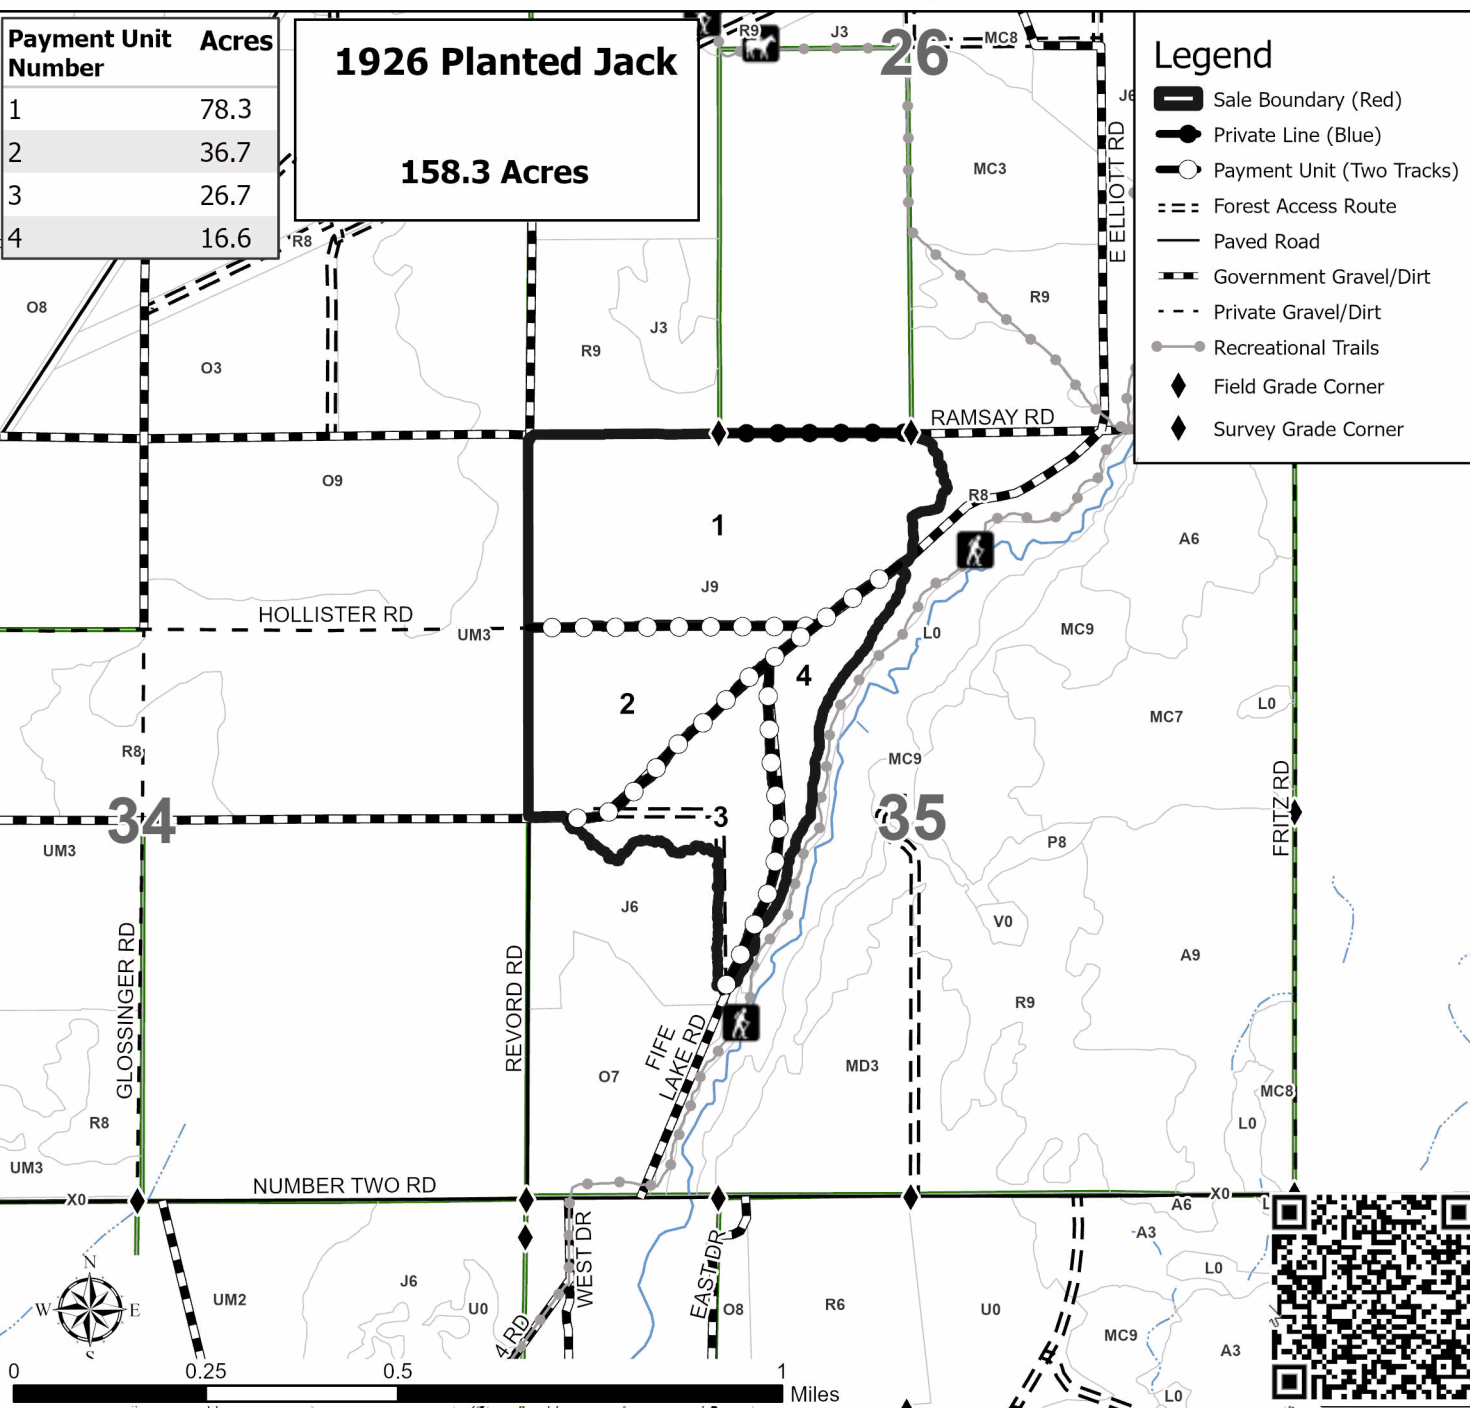 Payment Unit Number	Acres
1	78.3
2	36.7
3	26.7
4	16.6
1926 Planted Jack
158.3 Acres
Legend
Sale Boundary (Red)
Private Line (Blue)
Payment Unit (Two Tracks)
Forest Access Route
Paved Road
Government Gravel/Dirt
Private Gravel/Dirt
Recreational Trails
Field Grade Corner
Survey Grade Corner
R9
J3
26
MC8
J6
E ELLIOTT RD
MC3
R8
O8
R9
J3
R9
O3
RAMSAY RD
O9
R8
1
A6
J9
HOLLISTER RD
UM3
L0
MC9
4
2
L0
MC7
R8
MC9
FRITZ RD
34
3
35
UM3
P8
J6
V0
GLOSSINGER RD
REVORD RD
A9
R9
FIFE
LAKE RD
O7
MD3
MC8
R8
L0
UM3
NUMBER TWO RD
X0
X0
A6
L
A3
WEST DR
EAST DR
L0
N
W E
S
J6
UM2
U0
O8
R6
U0
4 RD
MC9
A3
L0
0 0.25 0.5 1
Miles